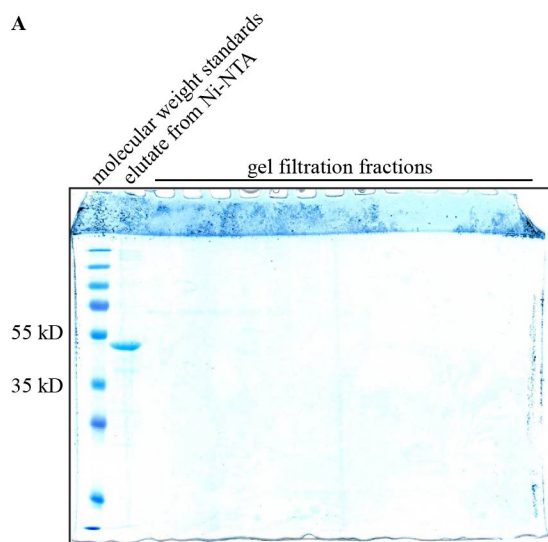 A
molecular weight standards
elutate from Ni-NTA
gel filtration fractions
55 kD
35 kD